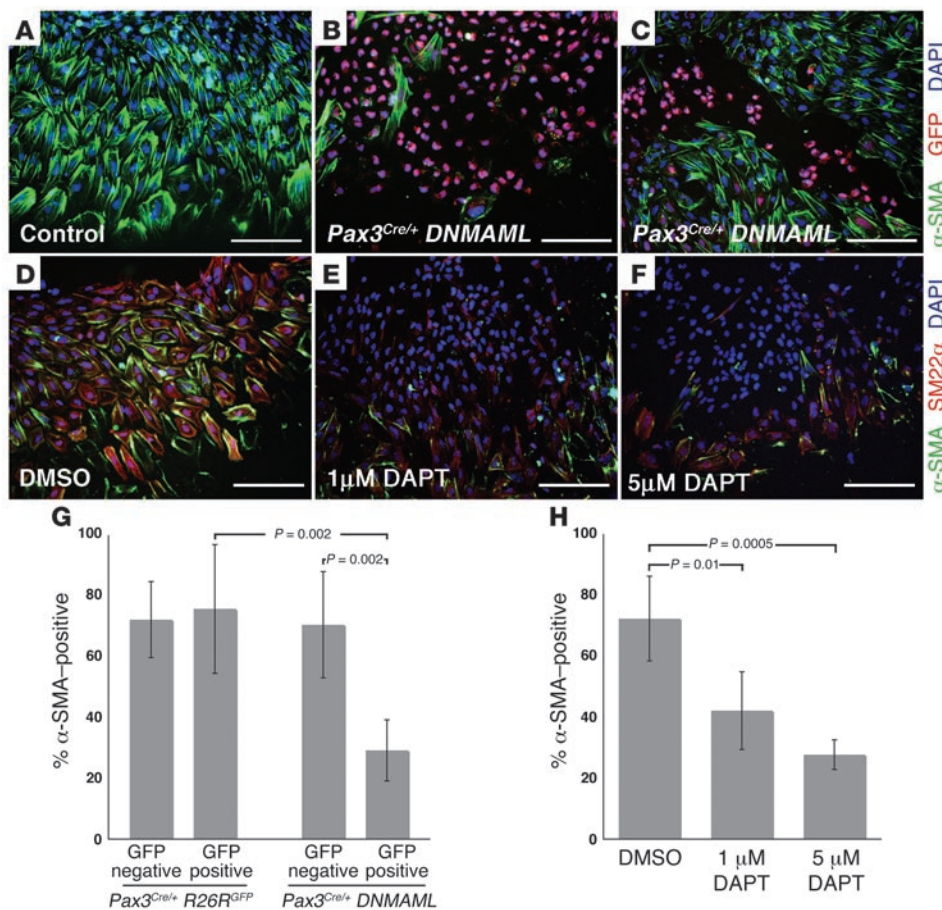 A
Control
B
Pax3Cre/+ DNMAML
C
Pax3Cre/+ DNMAML
α-SMA GFP DAPI
D
DMSO
E
1μM DAPT
F
5μM DAPT
α-SMA SM22α DAPI
G
% α-SMA–positive
100
80
60
40
20
0
P = 0.002
P = 0.002
GFP negative
GFP positive
GFP negative
GFP positive
Pax3Cre/+ R26RGFP
Pax3Cre/+ DNMAML
H
% α-SMA–positive
100
80
60
40
20
0
P = 0.0005
P = 0.01
DMSO
1 μM DAPT
5 μM DAPT